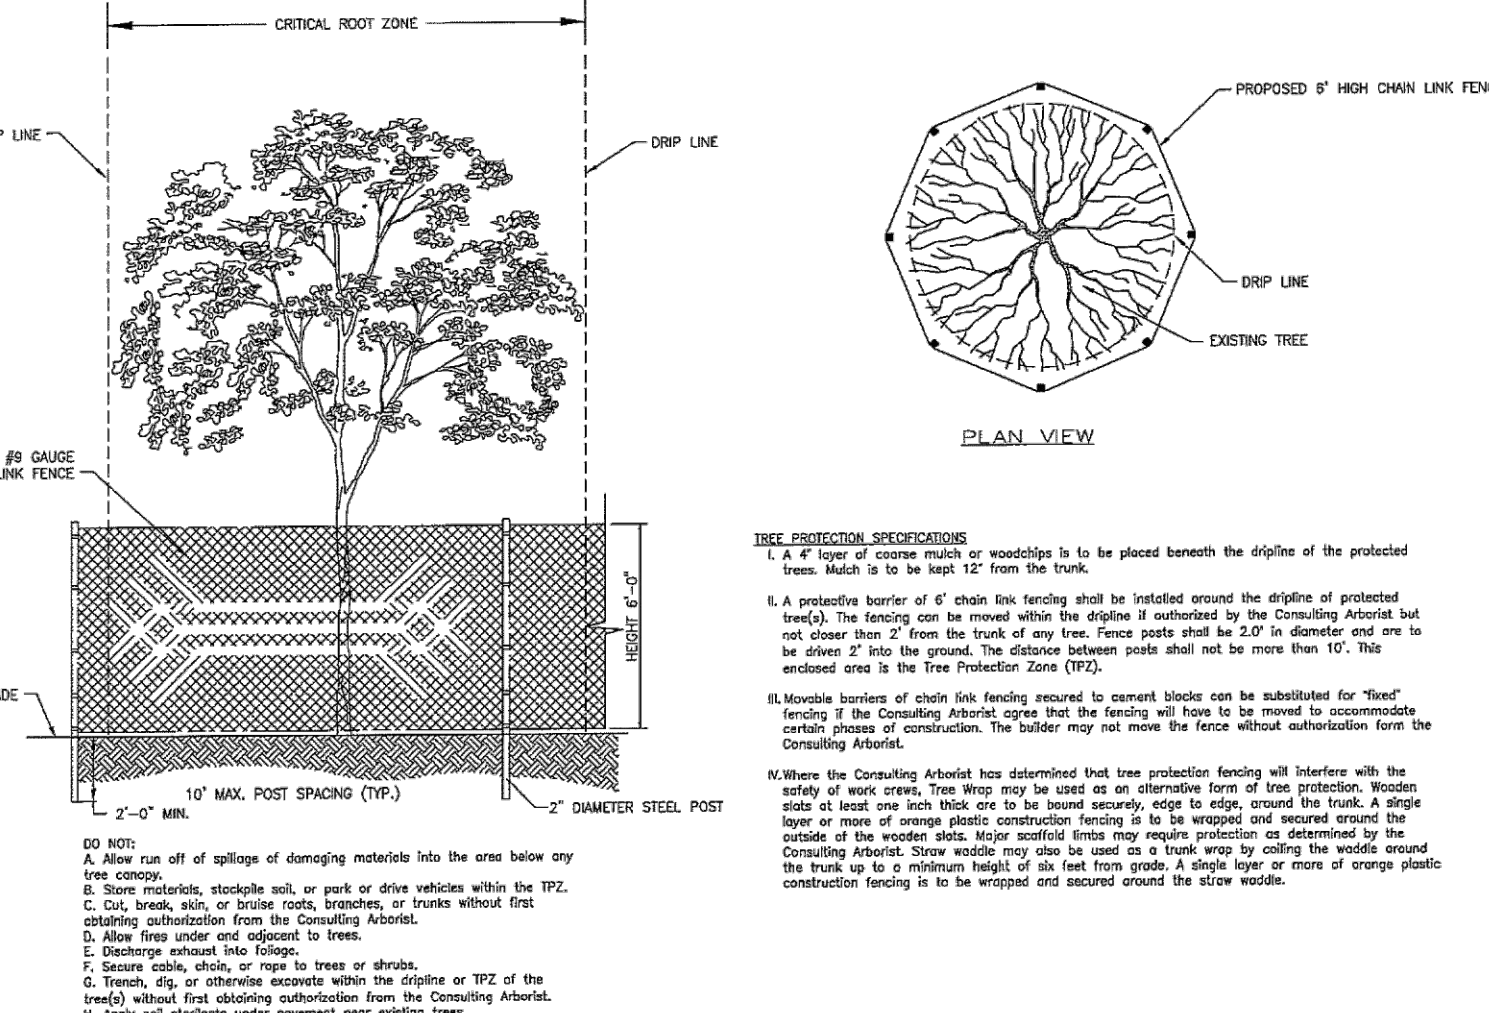 CRITICAL ROOT ZONE
LINE
DRIP LINE
#9 GAUGE
LINK FENCE
HEIGHT 6'-0"
10' MAX. POST SPACING (TYP.)
2'-0" MIN.
2" DIAMETER STEEL POST
DO NOT:
A. Allow run off of spillage of damaging materials into the area below any
tree canopy.
B. Store materials, stockpile soil, or park or drive vehicles within the TPZ.
C. Cut, break, skin, or bruise roots, branches, or trunks without first
obtaining authorization from the Consulting Arborist.
D. Allow fires under and adjacent to trees.
E. Discharge exhaust into foliage.
F. Secure cable, chain, or rope to trees or shrubs.
G. Trench, dig, or otherwise excavate within the dripline or TPZ of the
tree(s) without first obtaining authorization from the Consulting Arborist.
PROPOSED 6' HIGH CHAIN LINK
DRIP LINE
EXISTING TREE
PLAN VIEW
TREE PROTECTION SPECIFICATIONS
I. A 4" layer of coarse mulch or woodchips is to be placed beneath the dripline of the protected
trees. Mulch is to be kept 12" from the trunk.
II. A protective barrier of 6' chain link fencing shall be installed around the dripline of protected
tree(s). The fencing can be moved within the dripline if authorized by the Consulting Arborist but
not closer than 2' from the trunk of any tree. Fence posts shall be 2.0" in diameter and are to
be driven 2' into the ground. The distance between posts shall not be more than 10'. This
enclosed area is the Tree Protection Zone (TPZ).
III. Movable barriers of chain link fencing secured to cement blocks can be substituted for "fixed"
fencing if the Consulting Arborist agree that the fencing will have to be moved to accommodate
certain phases of construction. The builder may not move the fence without authorization form the
Consulting Arborist.
IV. Where the Consulting Arborist has determined that tree protection fencing will interfere with the
safety of work crews, Tree Wrap may be used as an alternative form of tree protection. Wooden
slats at least one inch thick are to be bound securely, edge to edge, around the trunk. A single
layer or more of orange plastic construction fencing is to be wrapped and secured around the
outside of the wooden slats. Major scaffold limbs may require protection as determined by the
Consulting Arborist. Straw waddle may also be used as a trunk wrap by coiling the waddle around
the trunk up to a minimum height of six feet from grade. A single layer or more of orange plastic
construction fencing is to be wrapped and secured around the straw waddle.